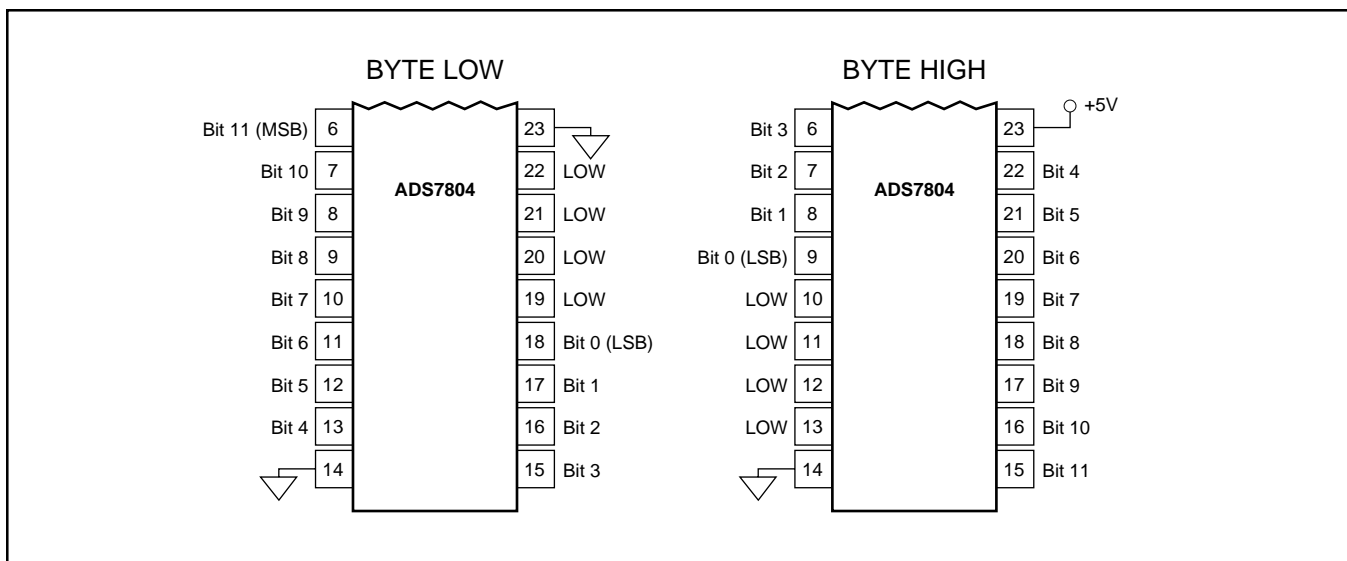 BYTE LOW
Bit 11 (MSB) 6
Bit 10 7
Bit 9 8
Bit 8 9
Bit 7 10
Bit 6 11
Bit 5 12
Bit 4 13
14
ADS7804
23
22 LOW
21 LOW
20 LOW
19 LOW
18 Bit 0 (LSB)
17 Bit 1
16 Bit 2
15 Bit 3
BYTE HIGH
Bit 3 6
Bit 2 7
Bit 1 8
Bit 0 (LSB) 9
LOW 10
LOW 11
LOW 12
LOW 13
14
ADS7804
+5V
23
22 Bit 4
21 Bit 5
20 Bit 6
19 Bit 7
18 Bit 8
17 Bit 9
16 Bit 10
15 Bit 11